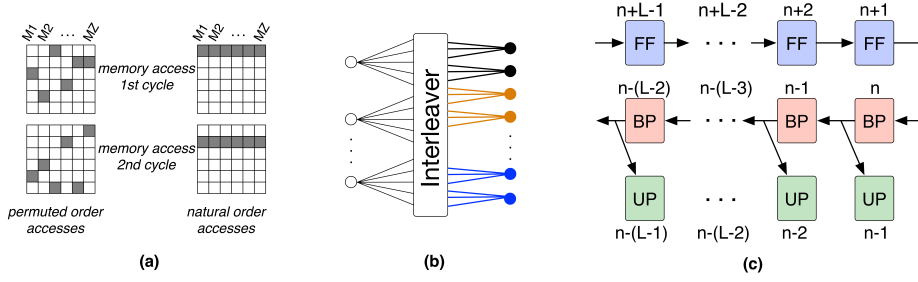 M1 M2 ... MZ
M1 M2 ... MZ
memory access
1st cycle
memory access
2nd cycle
permuted order
accesses
natural order
accesses
(a)
Interleaver
(b)
n+L-1 n+L-2 n+2 n+1
FF ... FF FF
n-(L-2) n-(L-3) n-1 n
BP ... BP BP
UP ... UP UP
n-(L-1) n-(L-2) n-2 n-1
(c)